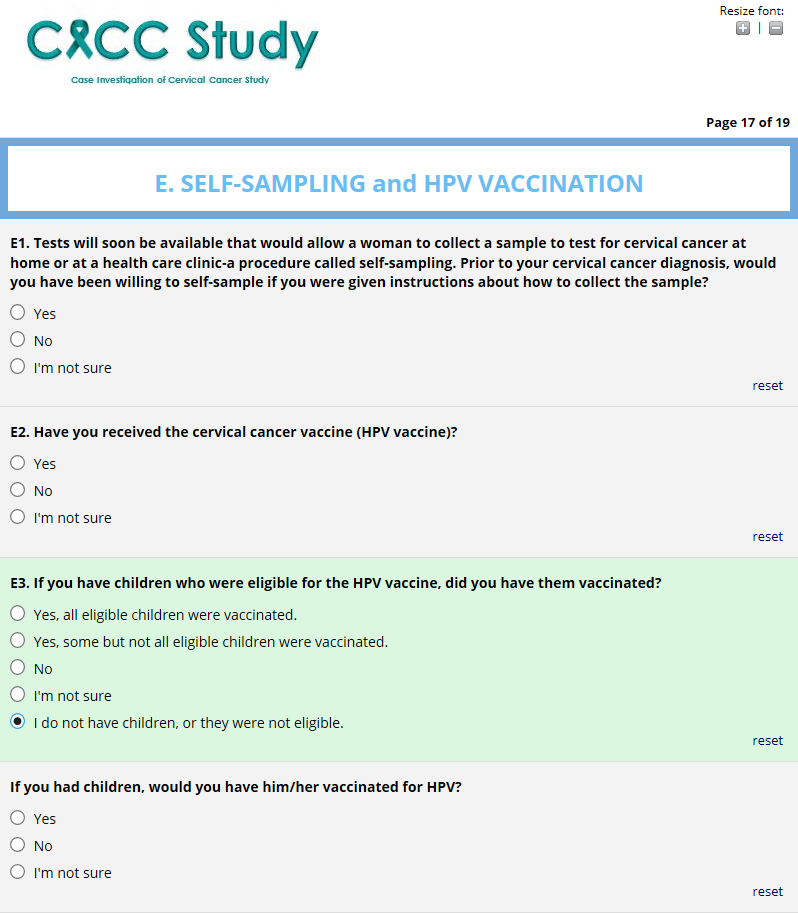 Resize font:
|
CACC Study
Case Investigation of Cervical Cancer Study
Page 17 of 19
E. SELF-SAMPLING and HPV VACCINATION
E1. Tests will soon be available that would allow a woman to collect a sample to test for cervical cancer at
home or at a health care clinic-a procedure called self-sampling. Prior to your cervical cancer diagnosis, would
you have been willing to self-sample if you were given instructions about how to collect the sample?
Yes
No
I'm not sure
reset
E2. Have you received the cervical cancer vaccine (HPV vaccine)?
Yes
No
I'm not sure
reset
E3. If you have children who were eligible for the HPV vaccine, did you have them vaccinated?
Yes, all eligible children were vaccinated.
Yes, some but not all eligible children were vaccinated.
No
I'm not sure
I do not have children, or they were not eligible.
reset
If you had children, would you have him/her vaccinated for HPV?
Yes
No
I'm not sure
reset